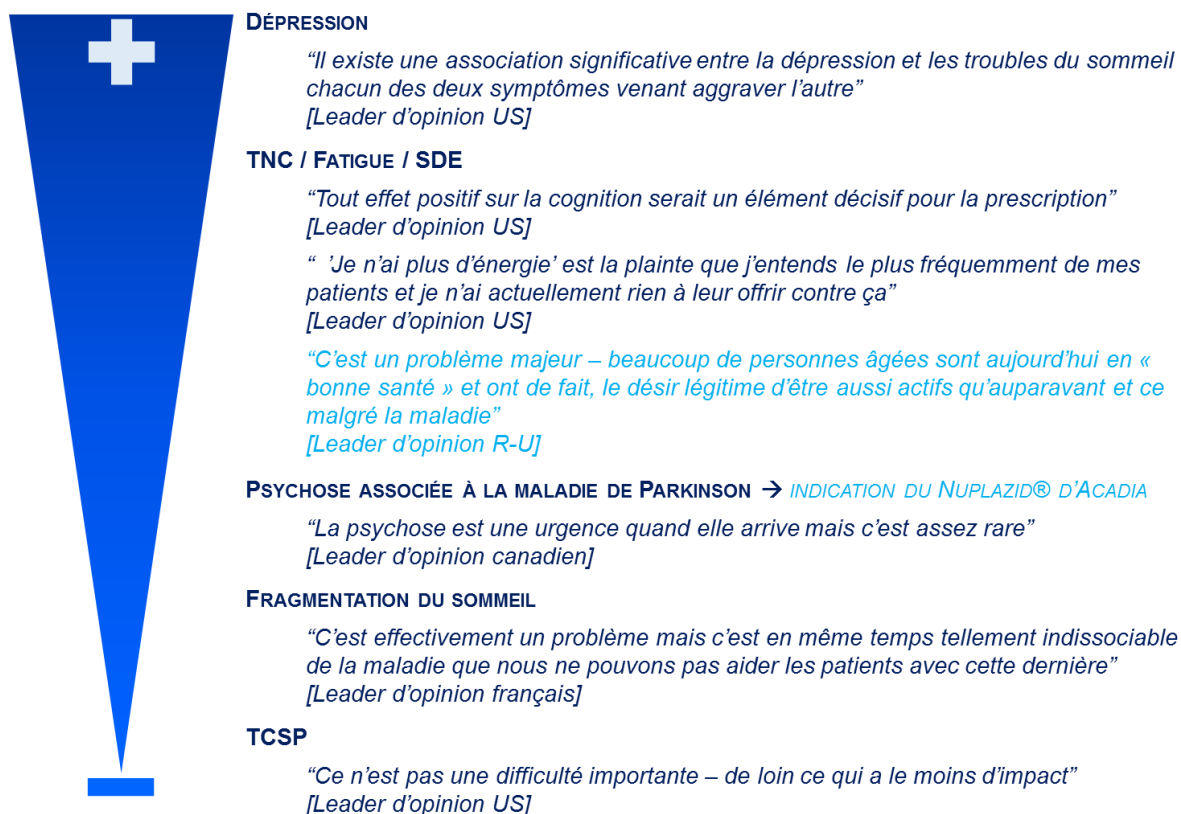 DÉPRESSION
“Il existe une association significative entre la dépression et les troubles du sommeil
chacun des deux symptômes venant aggraver l’autre”
[Leader d’opinion US]
TNC / FATIGUE / SDE
“Tout effet positif sur la cognition serait un élément décisif pour la prescription”
[Leader d’opinion US]
“ ’Je n’ai plus d’énergie’ est la plainte que j’entends le plus fréquemment de mes
patients et je n’ai actuellement rien à leur offrir contre ça”
[Leader d’opinion US]
“C’est un problème majeur – beaucoup de personnes âgées sont aujourd’hui en «
bonne santé » et ont de fait, le désir légitime d’être aussi actifs qu’auparavant et ce
malgré la maladie”
[Leader d’opinion R-U]
PSYCHOSE ASSOCIÉE À LA MALADIE DE PARKINSON → INDICATION DU NUPLAZID® D’ACADIA
“La psychose est une urgence quand elle arrive mais c’est assez rare”
[Leader d’opinion canadien]
FRAGMENTATION DU SOMMEIL
“C’est effectivement un problème mais c’est en même temps tellement indissociable
de la maladie que nous ne pouvons pas aider les patients avec cette dernière”
[Leader d’opinion français]
TCSP
“Ce n’est pas une difficulté importante – de loin ce qui a le moins d’impact”
[Leader d’opinion US]